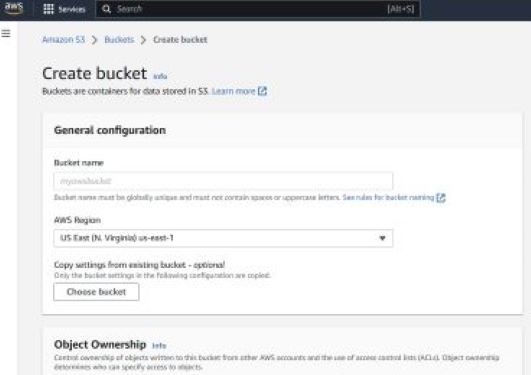 aws Services Search [Alt+S]
Amazon S3 > Buckets > Create bucket
Create bucket Info
Buckets are containers for data stored in S3. Learn more
General configuration
Bucket name
myawsbucket
Bucket name must be globally unique and must not contain spaces or uppercase letters. See rules for bucket naming
AWS Region
US East (N. Virginia) us-east-1
Copy settings from existing bucket - optional
Only the bucket settings in the following configuration are copied.
Choose bucket
Object Ownership Info
Control ownership of objects written to this bucket from other AWS accounts and the use of access control lists (ACLs). Object ownership
determines who can specify access to objects.